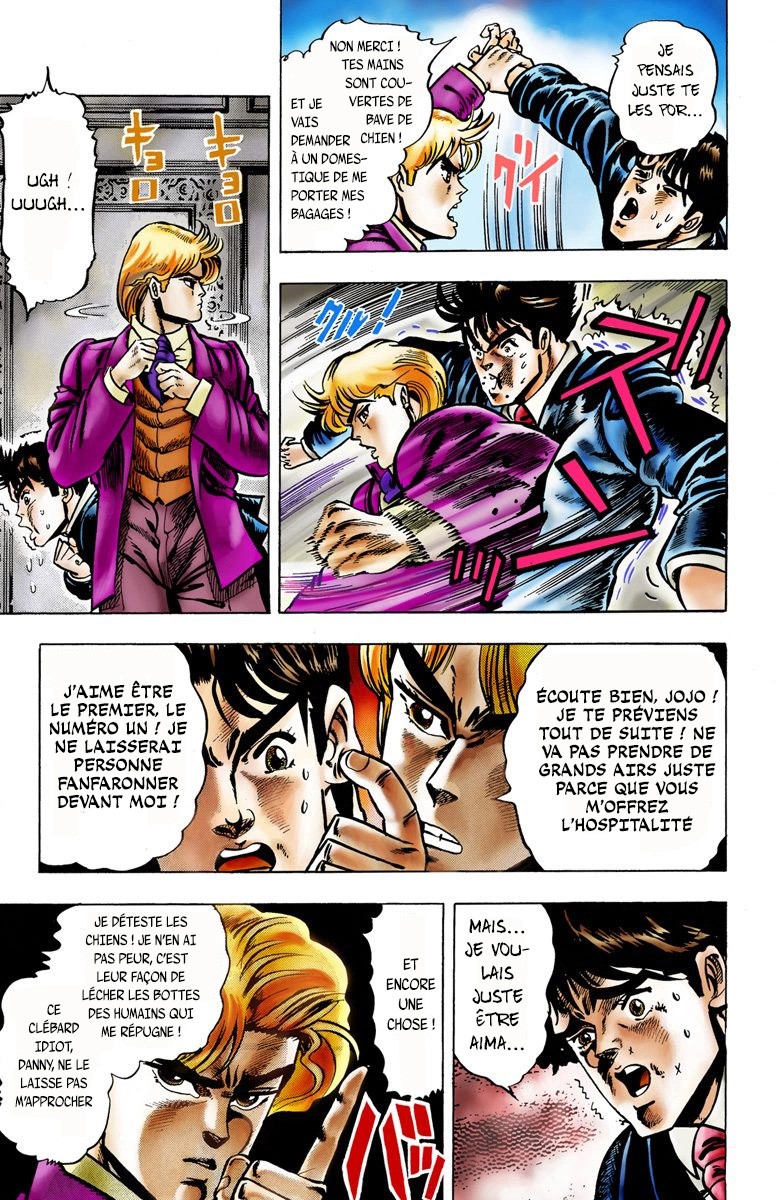 JE
PENSAIS
JUSTE TE
LES POR...
NON MERCI !
TES MAINS
SONT COU-
VERTES DE
BAVE DE
CHIEN !
ET JE
VAIS
DEMANDER
À UN DOMES-
TIQUE DE ME
PORTER MES
BAGAGES !
グイ
グル!
ズーン
キョロ
キョロ
UGH !
UUUGH...
ÉCOUTE BIEN, JOJO !
JE TE PRÉVIENS
TOUT DE SUITE ! NE
VA PAS PRENDRE DE
GRANDS AIRS JUSTE
PARCE QUE VOUS
M'OFFREZ
L'HOSPITALITÉ
J'AIME ÊTRE
LE PREMIER, LE
NUMÉRO UN ! JE
NE LAISSERAI
PERSONNE
FANFARONNER
DEVANT MOI !
MAIS...
JE VOU-
LAIS
JUSTE
ÊTRE
AIMA...
ET
ENCORE
UNE
CHOSE !
JE DÉTESTE LES
CHIENS ! JE N'EN AI
PAS PEUR, C'EST
LEUR FAÇON DE
LÉCHER LES BOTTES
DES HUMAINS QUI
ME RÉPUGNE !
CE
CLÉBARD
IDIOT,
DANNY, NE LE
LAISSE PAS
M'APPROCHER
バッ